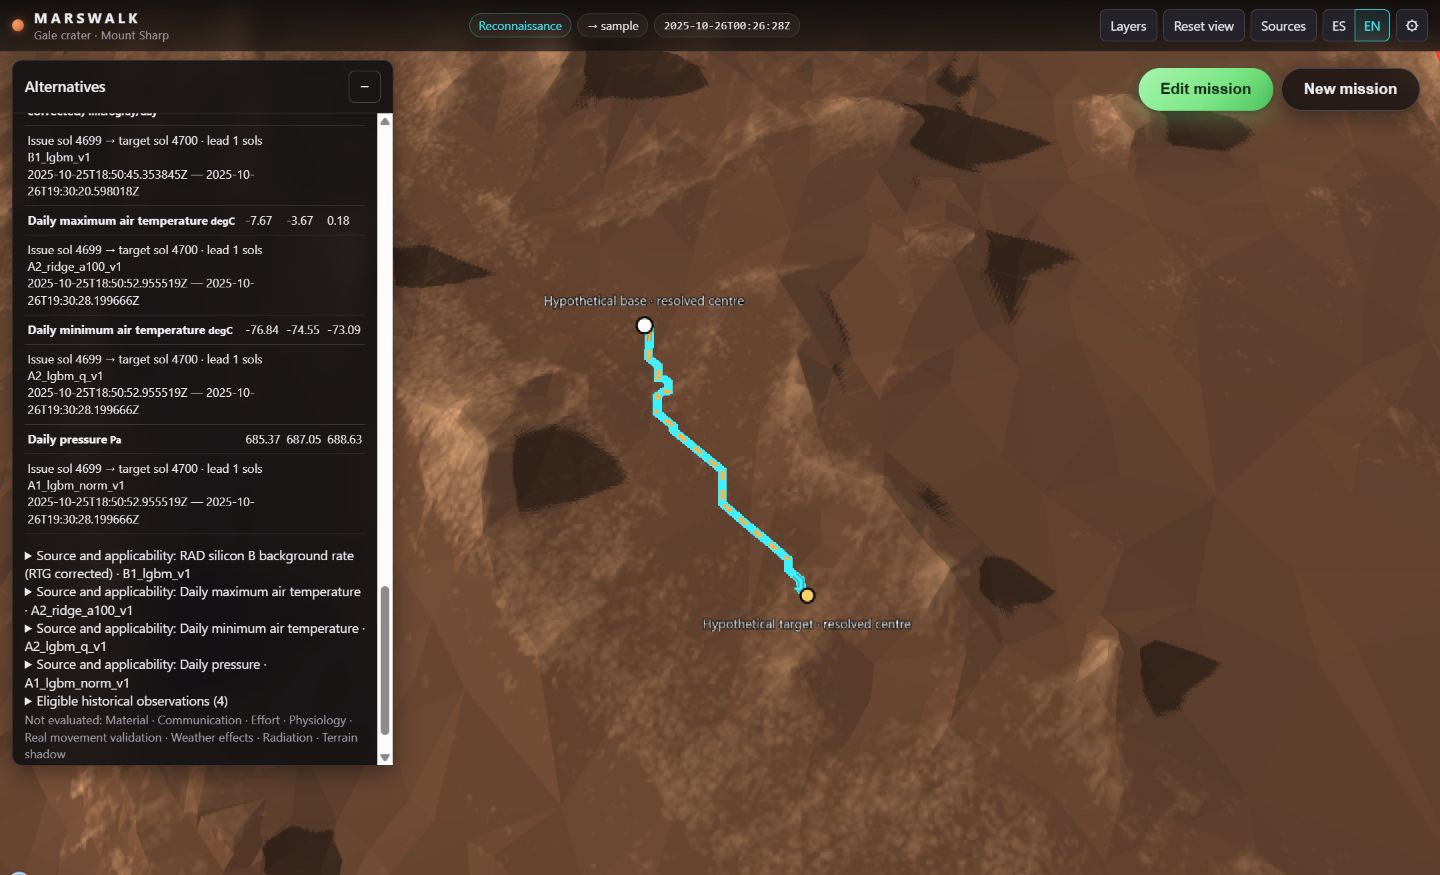 MARSWALK
Gale crater · Mount Sharp
Reconnaissance
→ sample
2025-10-26T00:26:28Z
Layers
Reset view
Sources
ES
EN
Alternatives
−
Edit mission
New mission
corrected) microgray/day
Issue sol 4699 → target sol 4700 · lead 1 sols
B1_lgbm_v1
2025-10-25T18:50:45.353845Z — 2025-10-
26T19:30:20.598018Z
Daily maximum air temperature degC -7.67 -3.67 0.18
Issue sol 4699 → target sol 4700 · lead 1 sols
A2_ridge_a100_v1
2025-10-25T18:50:52.955519Z — 2025-10-
26T19:30:28.199666Z
Daily minimum air temperature degC -76.84 -74.55 -73.09
Issue sol 4699 → target sol 4700 · lead 1 sols
A2_lgbm_q_v1
2025-10-25T18:50:52.955519Z — 2025-10-
26T19:30:28.199666Z
Daily pressure Pa 685.37 687.05 688.63
Issue sol 4699 → target sol 4700 · lead 1 sols
A1_lgbm_norm_v1
2025-10-25T18:50:52.955519Z — 2025-10-
26T19:30:28.199666Z
▶ Source and applicability: RAD silicon B background rate
(RTG corrected) · B1_lgbm_v1
▶ Source and applicability: Daily maximum air temperature
· A2_ridge_a100_v1
▶ Source and applicability: Daily minimum air temperature ·
A2_lgbm_q_v1
▶ Source and applicability: Daily pressure ·
A1_lgbm_norm_v1
▶ Eligible historical observations (4)
Not evaluated: Material · Communication · Effort · Physiology ·
Real movement validation · Weather effects · Radiation · Terrain
shadow
Hypothetical base · resolved centre
Hypothetical target · resolved centre